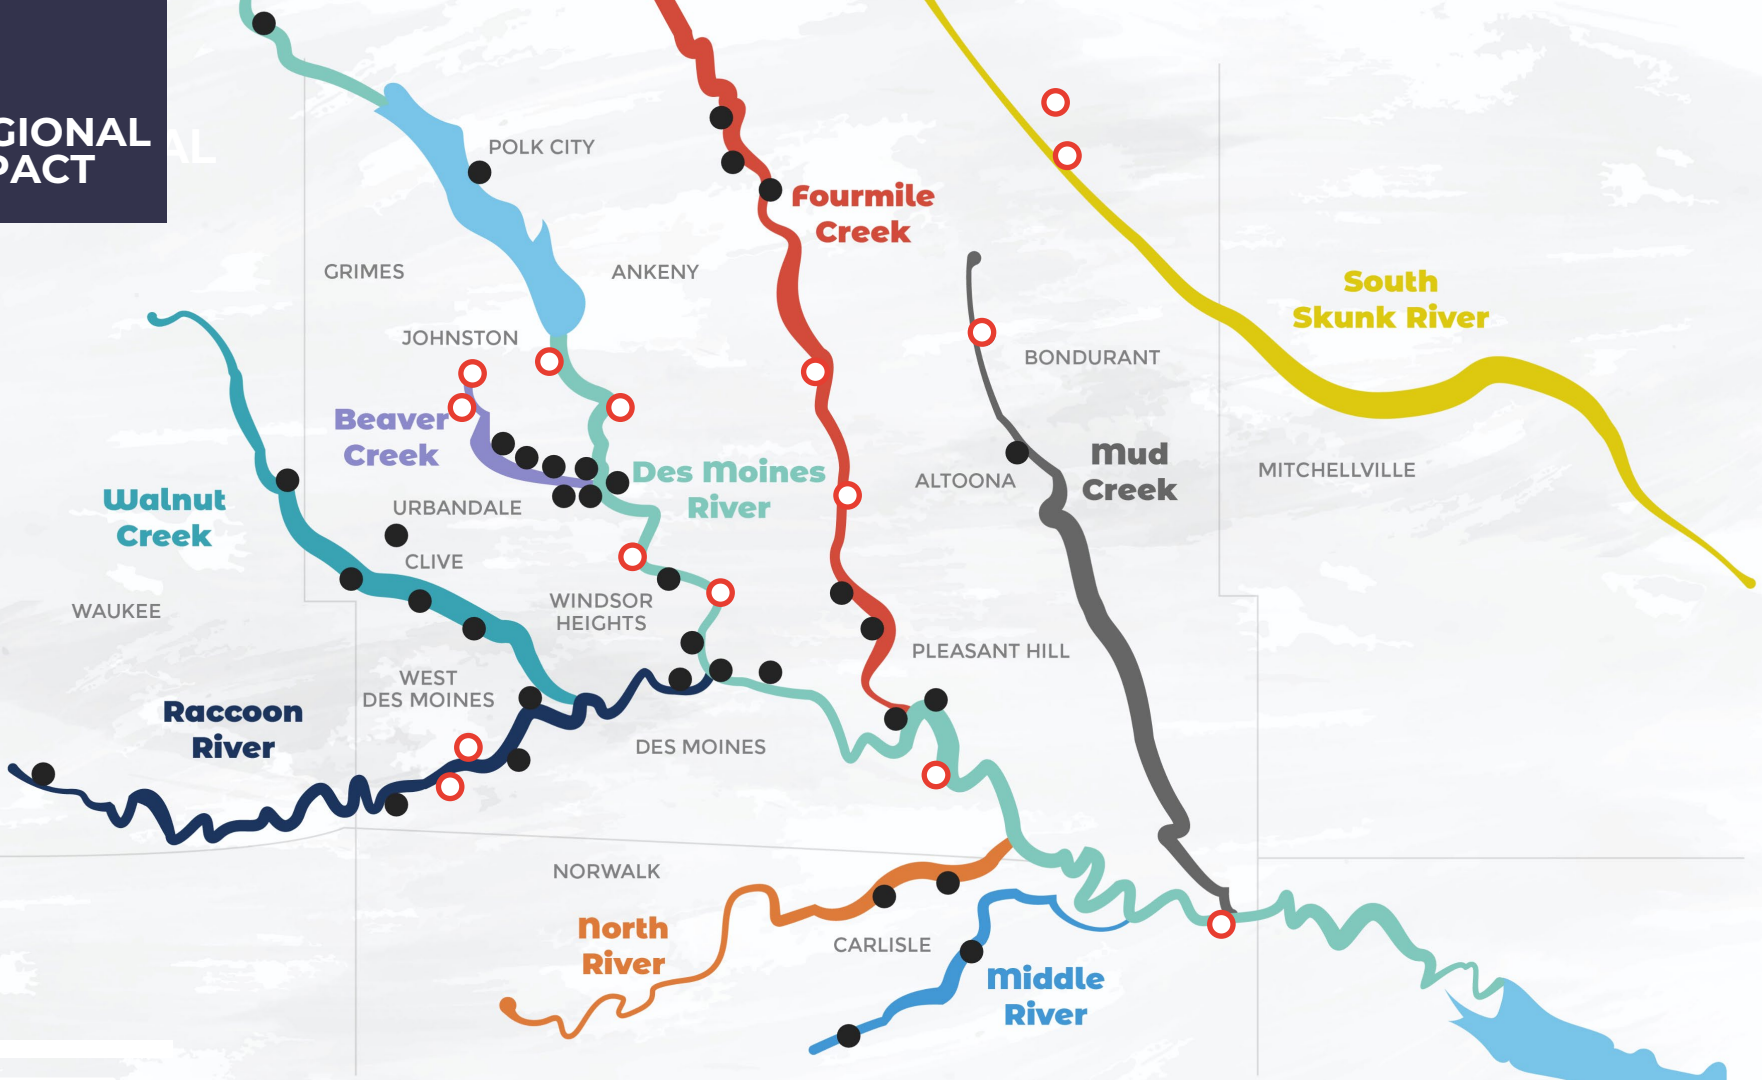 GIONAL
PACT
AL
POLK CITY
Fourmile
Creek
GRIMES
ANKENY
South
Skunk River
JOHNSTON
BONDURANT
Beaver
Creek
Des Moines
River
Mud
Creek
ALTOONA
MITCHELLVILLE
Walnut
Creek
URBANDALE
CLIVE
WAUKEE
WINDSOR
HEIGHTS
PLEASANT HILL
WEST
DES MOINES
Raccoon
River
DES MOINES
NORWALK
North
River
CARLISLE
Middle
River